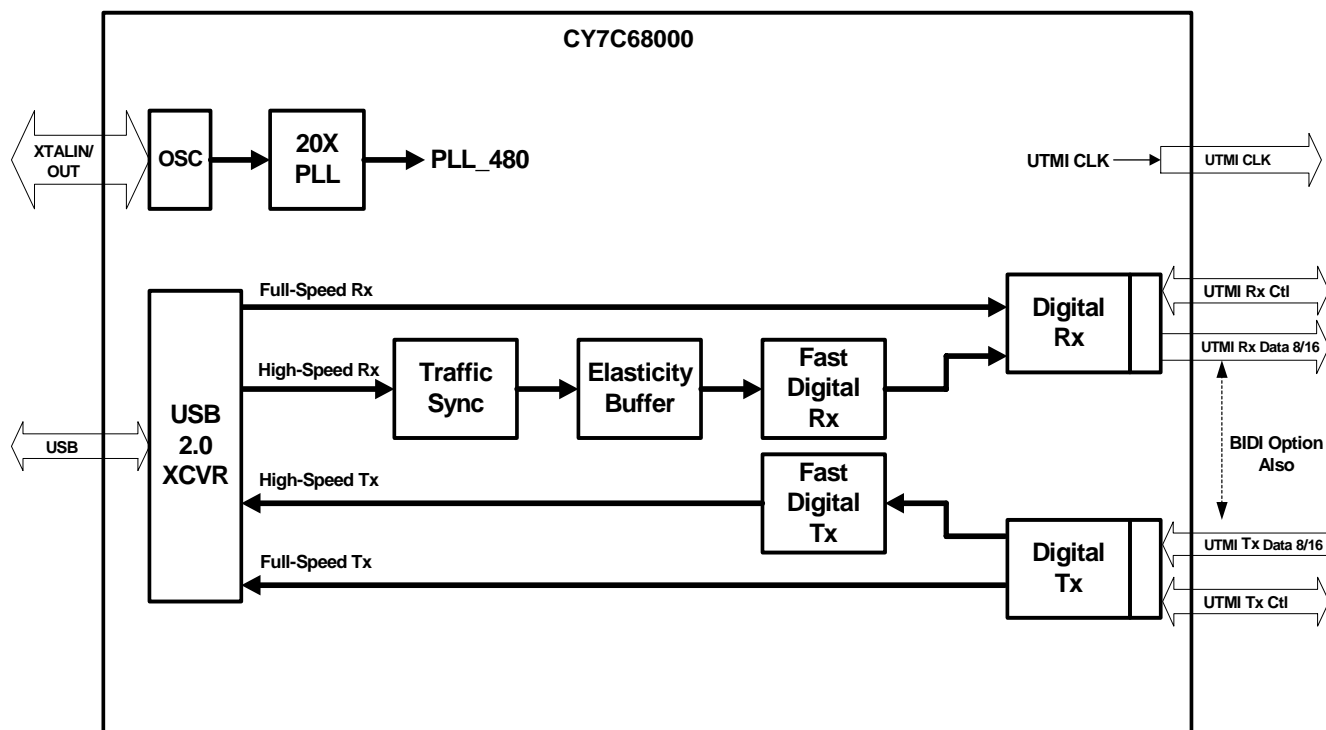 CY7C68000
XTALIN/
OUT
OSC
20X
PLL
PLL_480
UTMI CLK
UTMI CLK
Full-Speed Rx
High-Speed Rx
Traffic
Sync
Elasticity
Buffer
Fast
Digital
Rx
Digital
Rx
UTMI Rx Ctl
UTMI Rx Data 8/16
USB
USB
2.0
XCVR
BIDI Option
Also
High-Speed Tx
Fast
Digital
Tx
Full-Speed Tx
Digital
Tx
UTMI Tx Data 8/16
UTMI Tx Ctl